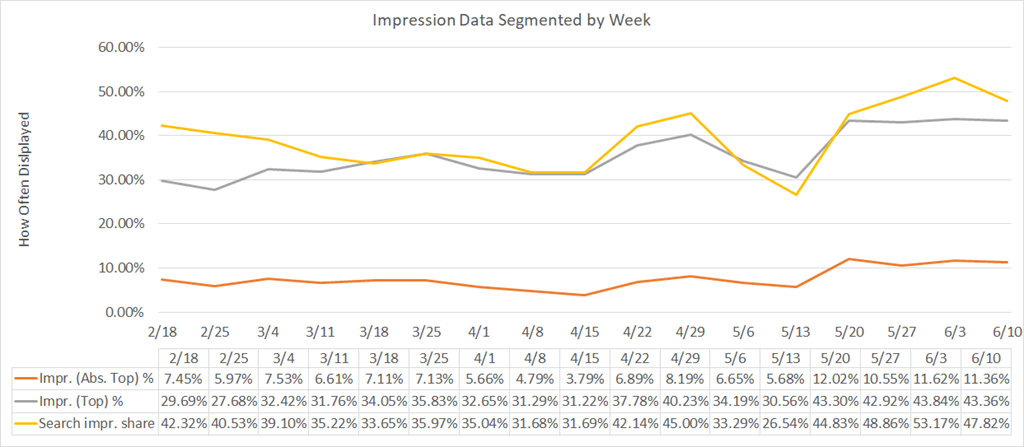 Impression Data Segmented by Week
60.00%
50.00%
40.00%
30.00%
20.00%
10.00%
0.00%
How Often Dislplayed
2/18 2/25 3/4 3/11 3/18 3/25 4/1 4/8 4/15 4/22 4/29 5/6 5/13 5/20 5/27 6/3 6/10
2/18 2/25 3/4 3/11 3/18 3/25 4/1 4/8 4/15 4/22 4/29 5/6 5/13 5/20 5/27 6/3 6/10
Impr. (Abs. Top) % 7.45% 5.97% 7.53% 6.61% 7.11% 7.13% 5.66% 4.79% 3.79% 6.89% 8.19% 6.65% 5.68% 12.02% 10.55% 11.62% 11.36%
Impr. (Top) % 29.69% 27.68% 32.42% 31.76% 34.05% 35.83% 32.65% 31.29% 31.22% 37.78% 40.23% 34.19% 30.56% 43.30% 42.92% 43.84% 43.36%
Search impr. share 42.32% 40.53% 39.10% 35.22% 33.65% 35.97% 35.04% 31.68% 31.69% 42.14% 45.00% 33.29% 26.54% 44.83% 48.86% 53.17% 47.82%